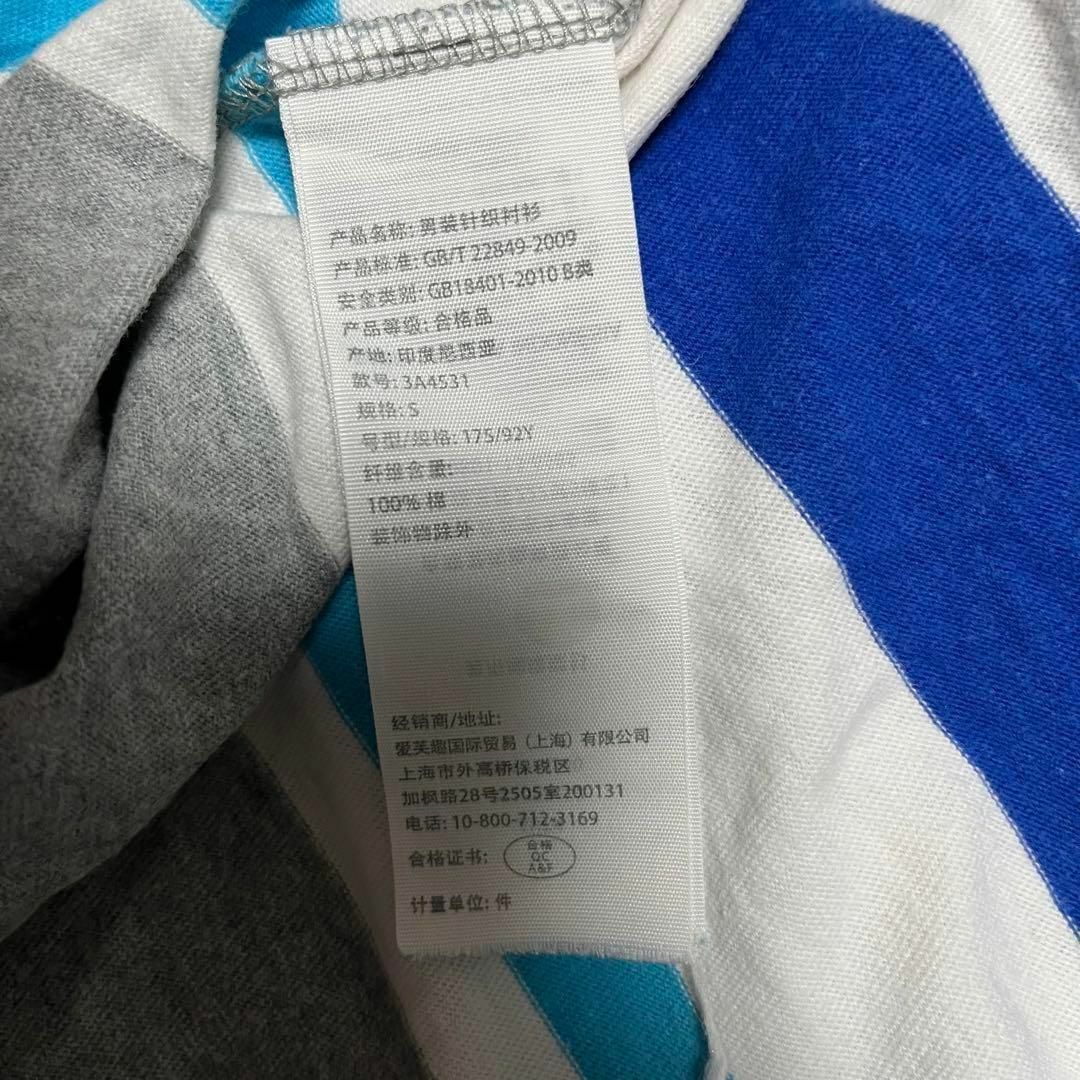 产品名称: 男装针织衬衫
产品标准: GB/T 22849-2009
安全类别: GB18401-2010 B类
产品等级: 合格品
产地: 印度尼西亚
款号: 3A4531
规格: S
号型/规格: 175/92Y
纤维含量:
100% 棉
装饰物除外
经销商/地址:
爱芙趣国际贸易 (上海) 有限公司
上海市外高桥保税区
加枫路28号2505室200131
电话: 10-800-712-3169
合格证书: 合格
QC
A&F
计量单位: 件